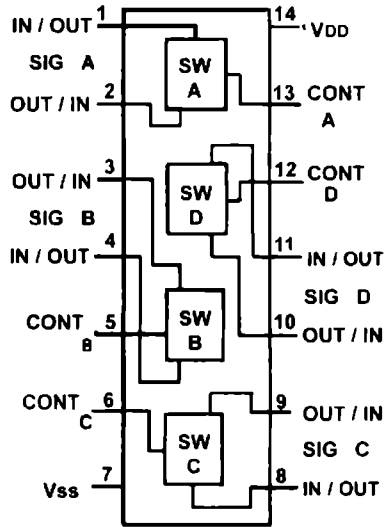 IN / OUT 1
SIG A
OUT / IN 2
OUT / IN 3
SIG B
IN / OUT 4
CONT B 5
CONT C 6
Vss 7
SW A
SW D
SW B
SW C
14 VDD
13 CONT A
12 CONT D
11 IN / OUT
SIG D
10 OUT / IN
9 OUT / IN
SIG C
8 IN / OUT